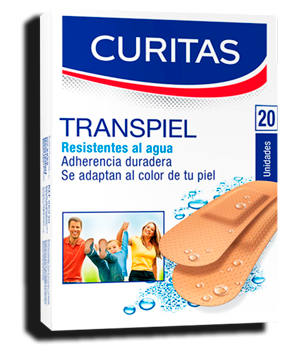 CURITAS
TRANSPIEL
Resistentes al agua
Adherencia duradera
Se adaptan al color de tu piel
20
Unidades